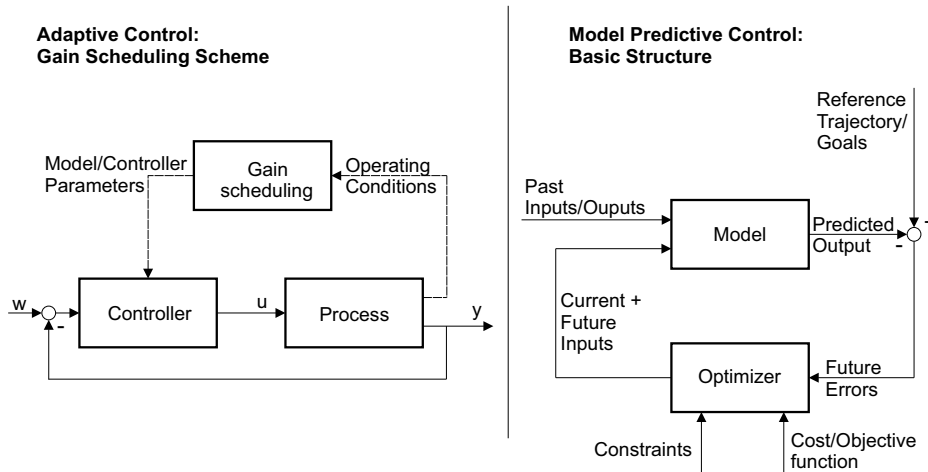 Adaptive Control:
Gain Scheduling Scheme
Model/Controller
Parameters
Gain
scheduling
Operating
Conditions
w
-
Controller
u
Process
y
Model Predictive Control:
Basic Structure
Reference
Trajectory/
Goals
Past
Inputs/Ouputs
Model
Predicted
Output
-
-
Current +
Future
Inputs
Optimizer
Future
Errors
Constraints
Cost/Objective
function